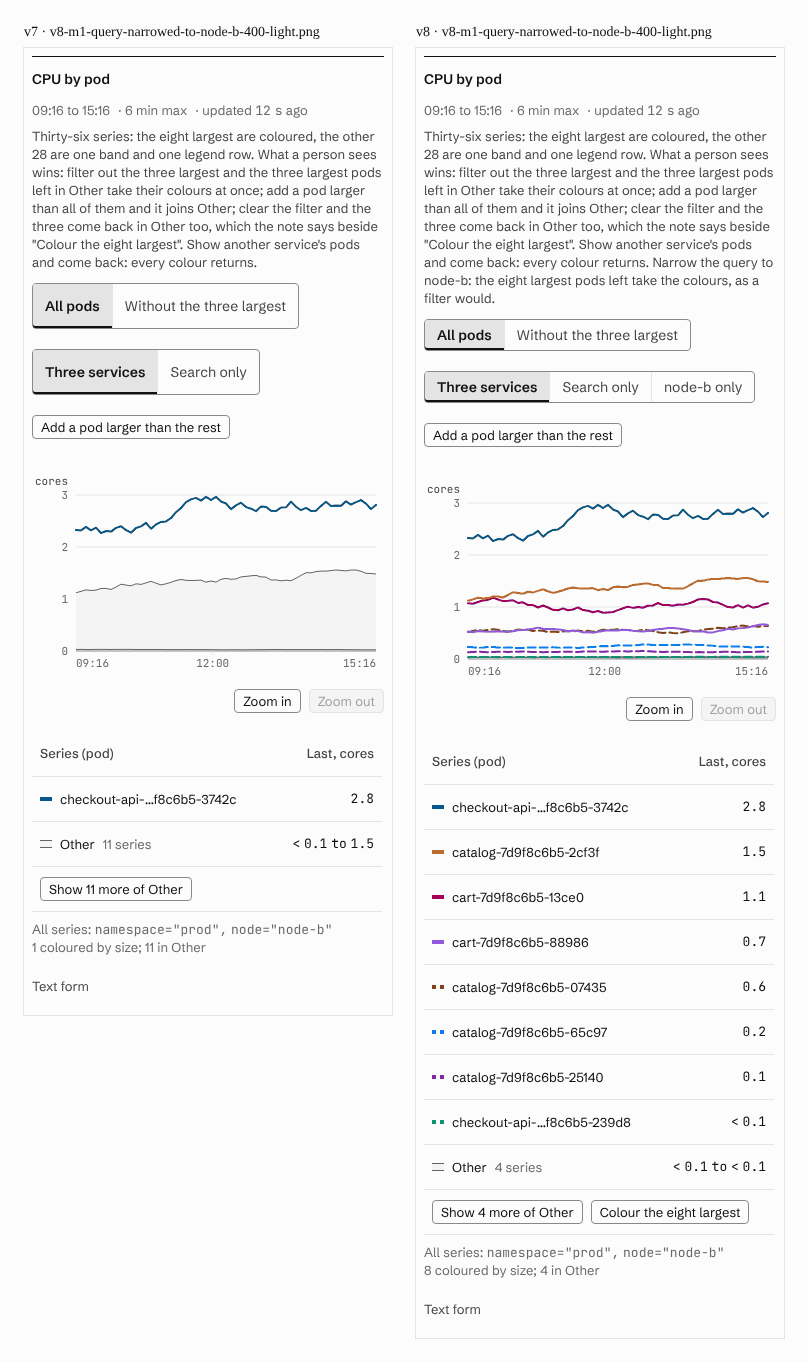 v7 · v8-m1-query-narrowed-to-node-b-400-light.png
CPU by pod
09:16 to 15:16 · 6 min max · updated 12 s ago
Thirty-six series: the eight largest are coloured, the other
28 are one band and one legend row. What a person sees
wins: filter out the three largest and the three largest pods
left in Other take their colours at once; add a pod larger
than all of them and it joins Other; clear the filter and the
three come back in Other too, which the note says beside
"Colour the eight largest". Show another service's pods
and come back: every colour returns.
All pods
Without the three largest
Three services
Search only
Add a pod larger than the rest
cores
3
2
1
0
09:16
12:00
15:16
Zoom in
Zoom out
Series (pod)
Last, cores
checkout-api-…f8c6b5-3742c
2.8
Other 11 series
< 0.1 to 1.5
Show 11 more of Other
All series: namespace="prod", node="node-b"
1 coloured by size; 11 in Other
Text form
v8 · v8-m1-query-narrowed-to-node-b-400-light.png
CPU by pod
09:16 to 15:16 · 6 min max · updated 12 s ago
Thirty-six series: the eight largest are coloured, the other
28 are one band and one legend row. What a person sees
wins: filter out the three largest and the three largest pods
left in Other take their colours at once; add a pod larger
than all of them and it joins Other; clear the filter and the
three come back in Other too, which the note says beside
"Colour the eight largest". Show another service's pods
and come back: every colour returns. Narrow the query to
node-b: the eight largest pods left take the colours, as a
filter would.
All pods
Without the three largest
Three services
Search only
node-b only
Add a pod larger than the rest
cores
3
2
1
0
09:16
12:00
15:16
Zoom in
Zoom out
Series (pod)
Last, cores
checkout-api-…f8c6b5-3742c
2.8
catalog-7d9f8c6b5-2cf3f
1.5
cart-7d9f8c6b5-13ce0
1.1
cart-7d9f8c6b5-88986
0.7
catalog-7d9f8c6b5-07435
0.6
catalog-7d9f8c6b5-65c97
0.2
catalog-7d9f8c6b5-25140
0.1
checkout-api-…f8c6b5-239d8
< 0.1
Other 4 series
< 0.1 to < 0.1
Show 4 more of Other
Colour the eight largest
All series: namespace="prod", node="node-b"
8 coloured by size; 4 in Other
Text form